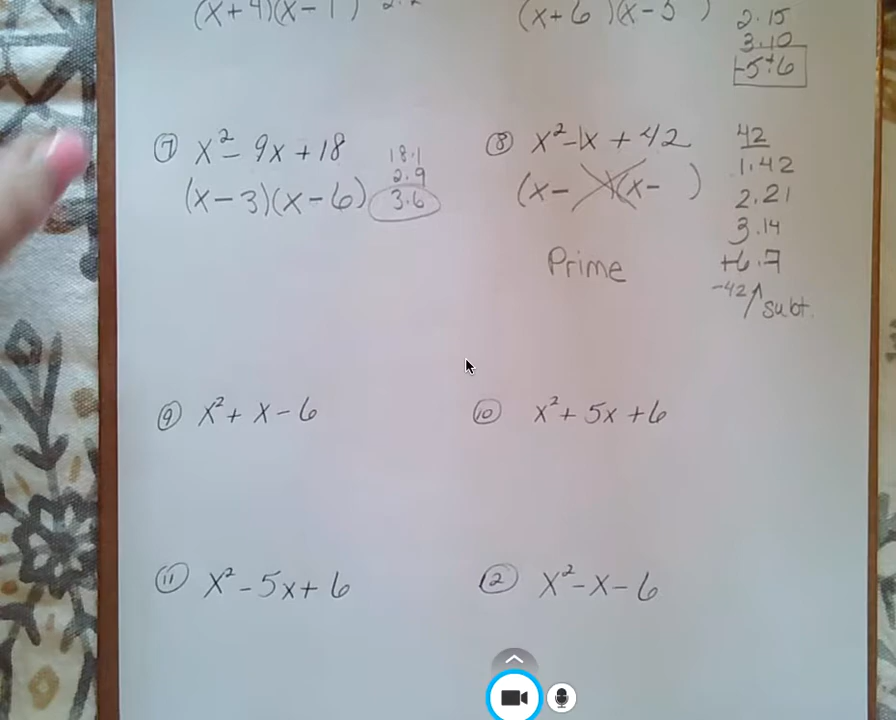 (x+4)(x-1) 2·2
(x+6)(x-5)
2·15
3·10
-5·+6
⑦ x²-9x+18
18·1
2·9
(x-3)(x-6) 3·6
⑧ x²-1x+42
(x- )(x- )
Prime
42
1·42
2·21
3·14
+6·7
-42 ↑ subt.
⑨ x²+x-6
⑩ x²+5x+6
⑪ x²-5x+6
⑫ x²-x-6